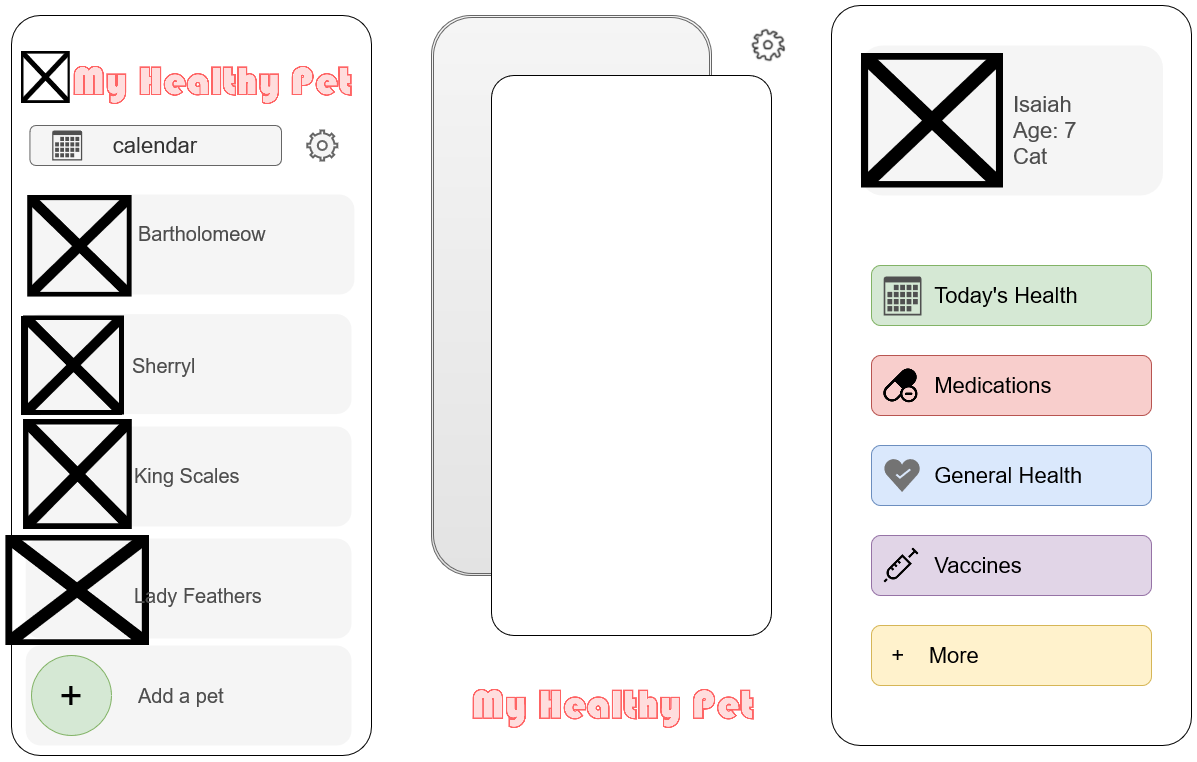 My Healthy Pet
calendar
Bartholomeow
Sherryl
King Scales
Lady Feathers
+
Add a pet
My Healthy Pet
Isaiah
Age: 7
Cat
Today's Health
Medications
General Health
Vaccines
+ More